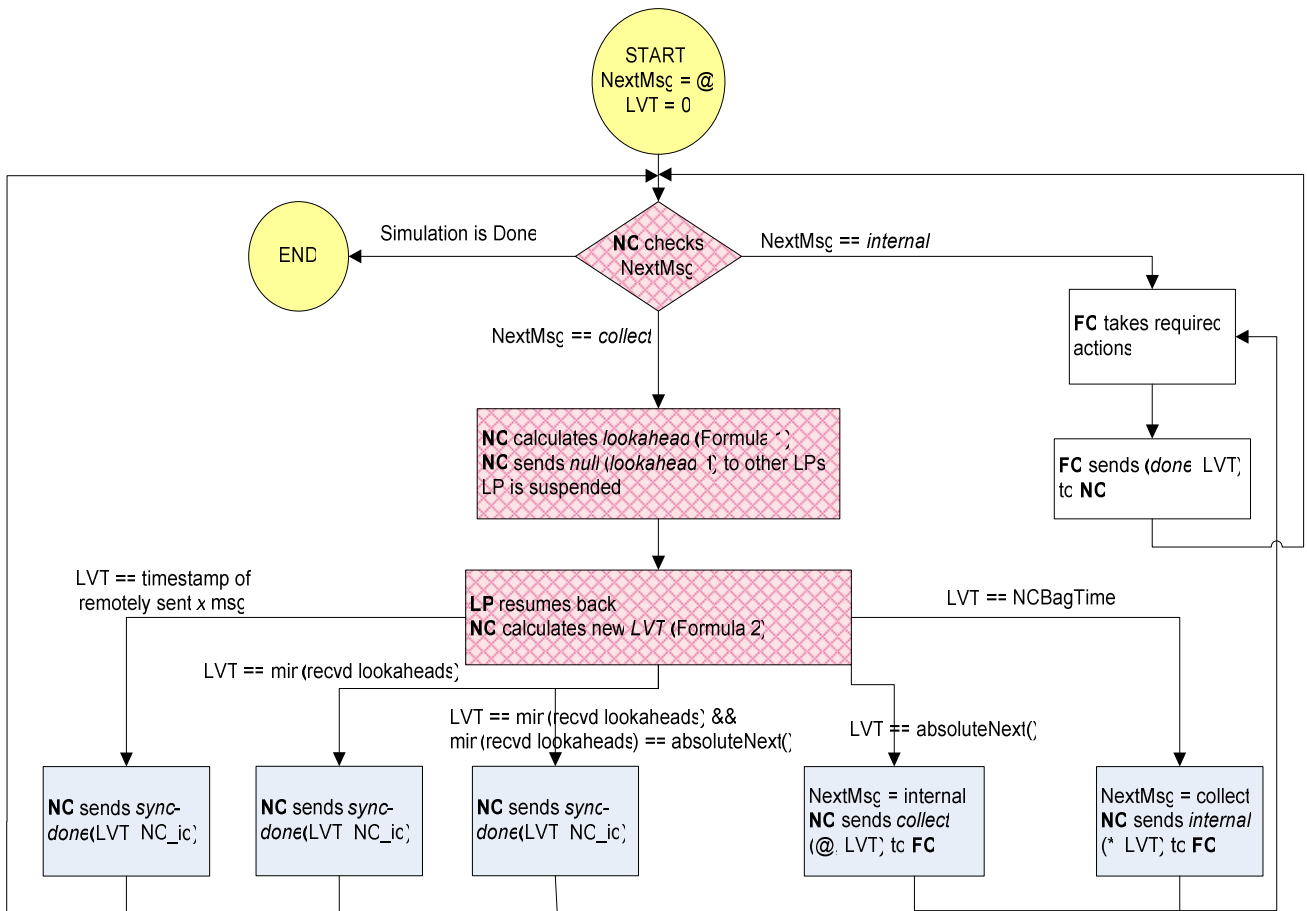 START
NextMsg = @
LVT = 0
Simulation is Done
END
NC checks
NextMsg
NextMsg == internal
NextMsg == collect
FC takes required
actions
NC calculates lookahead (Formula 1)
NC sends null (lookahead, 1) to other LPs
LP is suspended
FC sends (done, LVT)
to NC
LVT == timestamp of
remotely sent x msg
LP resumes back
NC calculates new LVT (Formula 2)
LVT == NCBagTime
LVT == min(recvd lookaheads)
LVT == min(recvd lookaheads) &&
min(recvd lookaheads) == absoluteNext()
LVT == absoluteNext()
NC sends sync-
done(LVT, NC_id)
NC sends sync-
done(LVT, NC_id)
NC sends sync-
done(LVT, NC_id)
NextMsg = internal
NC sends collect
(@, LVT) to FC
NextMsg = collect
NC sends internal
(*, LVT) to FC